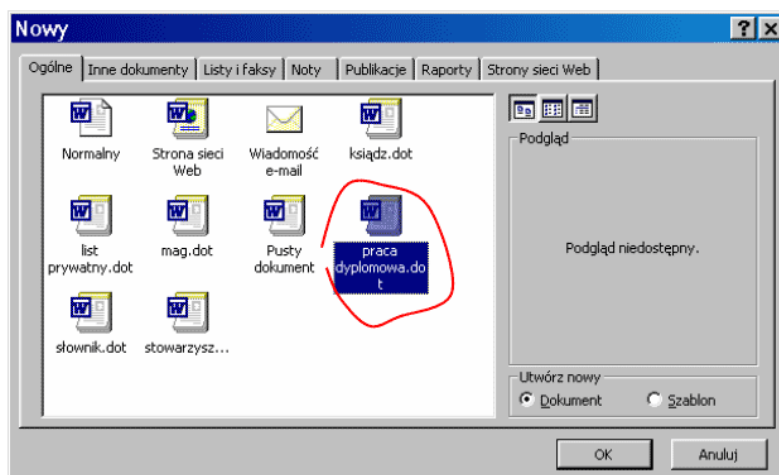 Nowy
Ogólne Inne dokumenty Listy i faksy Noty Publikacje Raporty Strony sieci Web
Normalny
Strona sieci
Web
Wiadomość
e-mail
ksiądz.dot
list
prywatny.dot
mag.dot
Pusty
dokument
praca
dyplomowa.do
t
słownik.dot
stowarzysz...
Podgląd
Podgląd niedostępny.
Utwórz nowy
Dokument Szablon
OK Anuluj